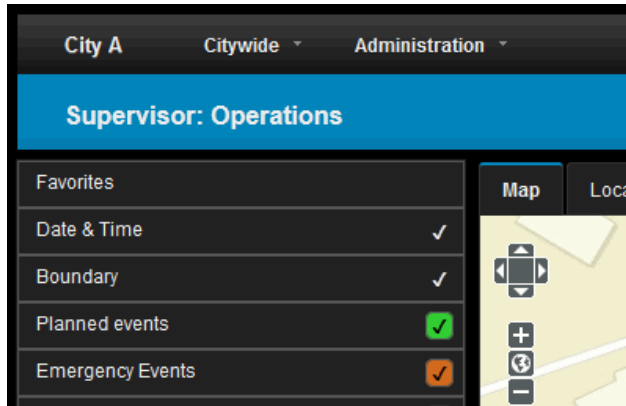 City A Citywide Administration
Supervisor: Operations
Favorites
Date & Time
Boundary
Planned events
Emergency Events
Map